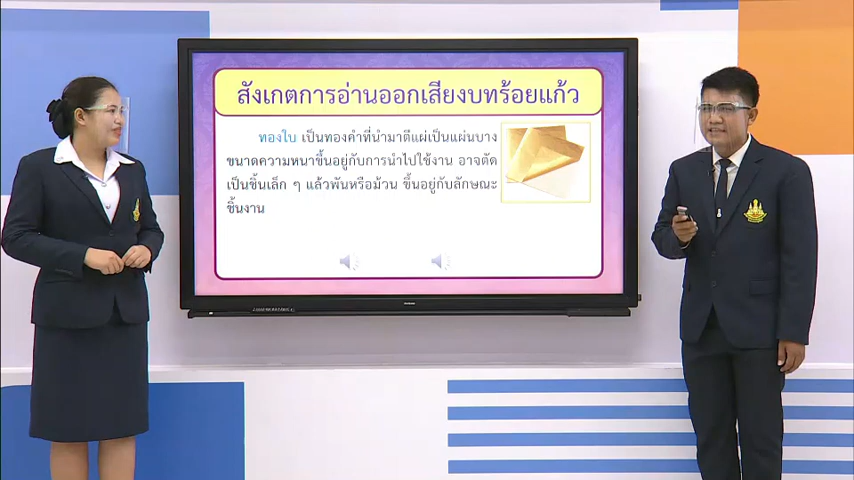 สังเกตการอ่านออกเสียงบทร้อยแก้ว
ทองใบ เป็นทองคำที่นำมาตีแผ่เป็นแผ่นบาง
ขนาดความหนาขึ้นอยู่กับการนำไปใช้งาน อาจตัด
เป็นชิ้นเล็ก ๆ แล้วพันหรือม้วน ขึ้นอยู่กับลักษณะ
ชิ้นงาน